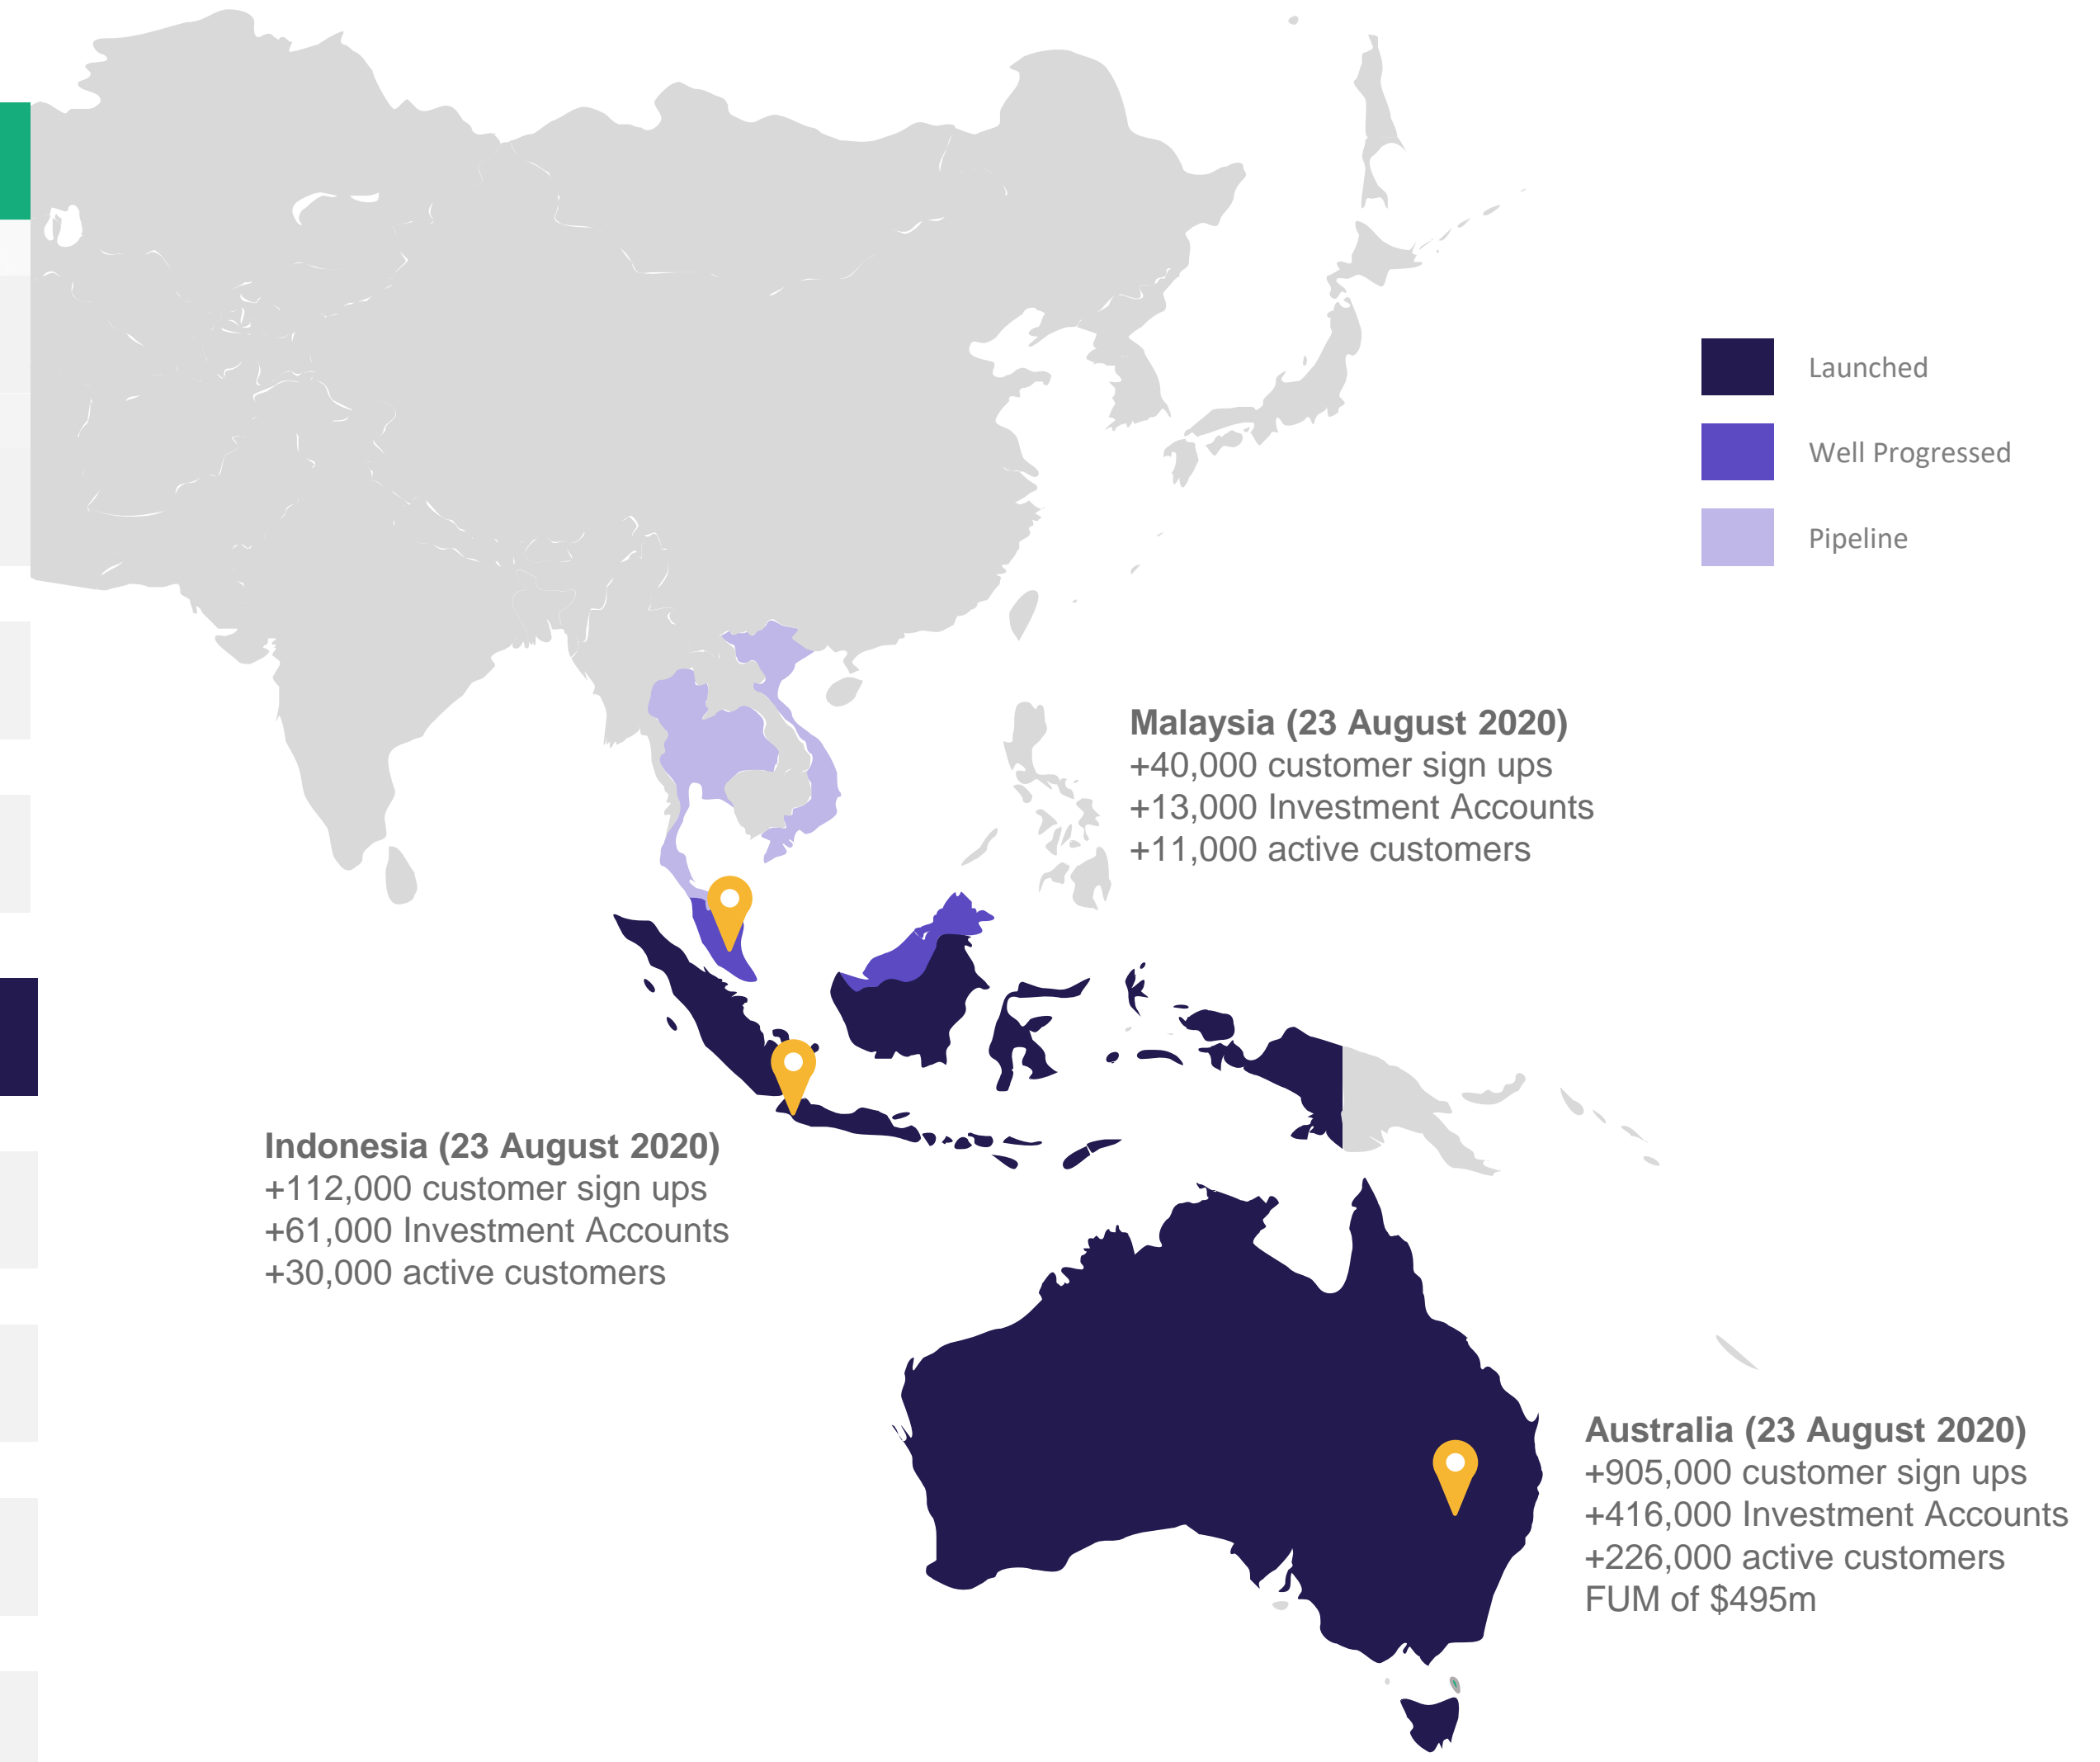 Launched
Well Progressed
Pipeline
Malaysia (23 August 2020)
+40,000 customer sign ups
+13,000 Investment Accounts
+11,000 active customers
Indonesia (23 August 2020)
+112,000 customer sign ups
+61,000 Investment Accounts
+30,000 active customers
Australia (23 August 2020)
+905,000 customer sign ups
+416,000 Investment Accounts
+226,000 active customers
FUM of $495m